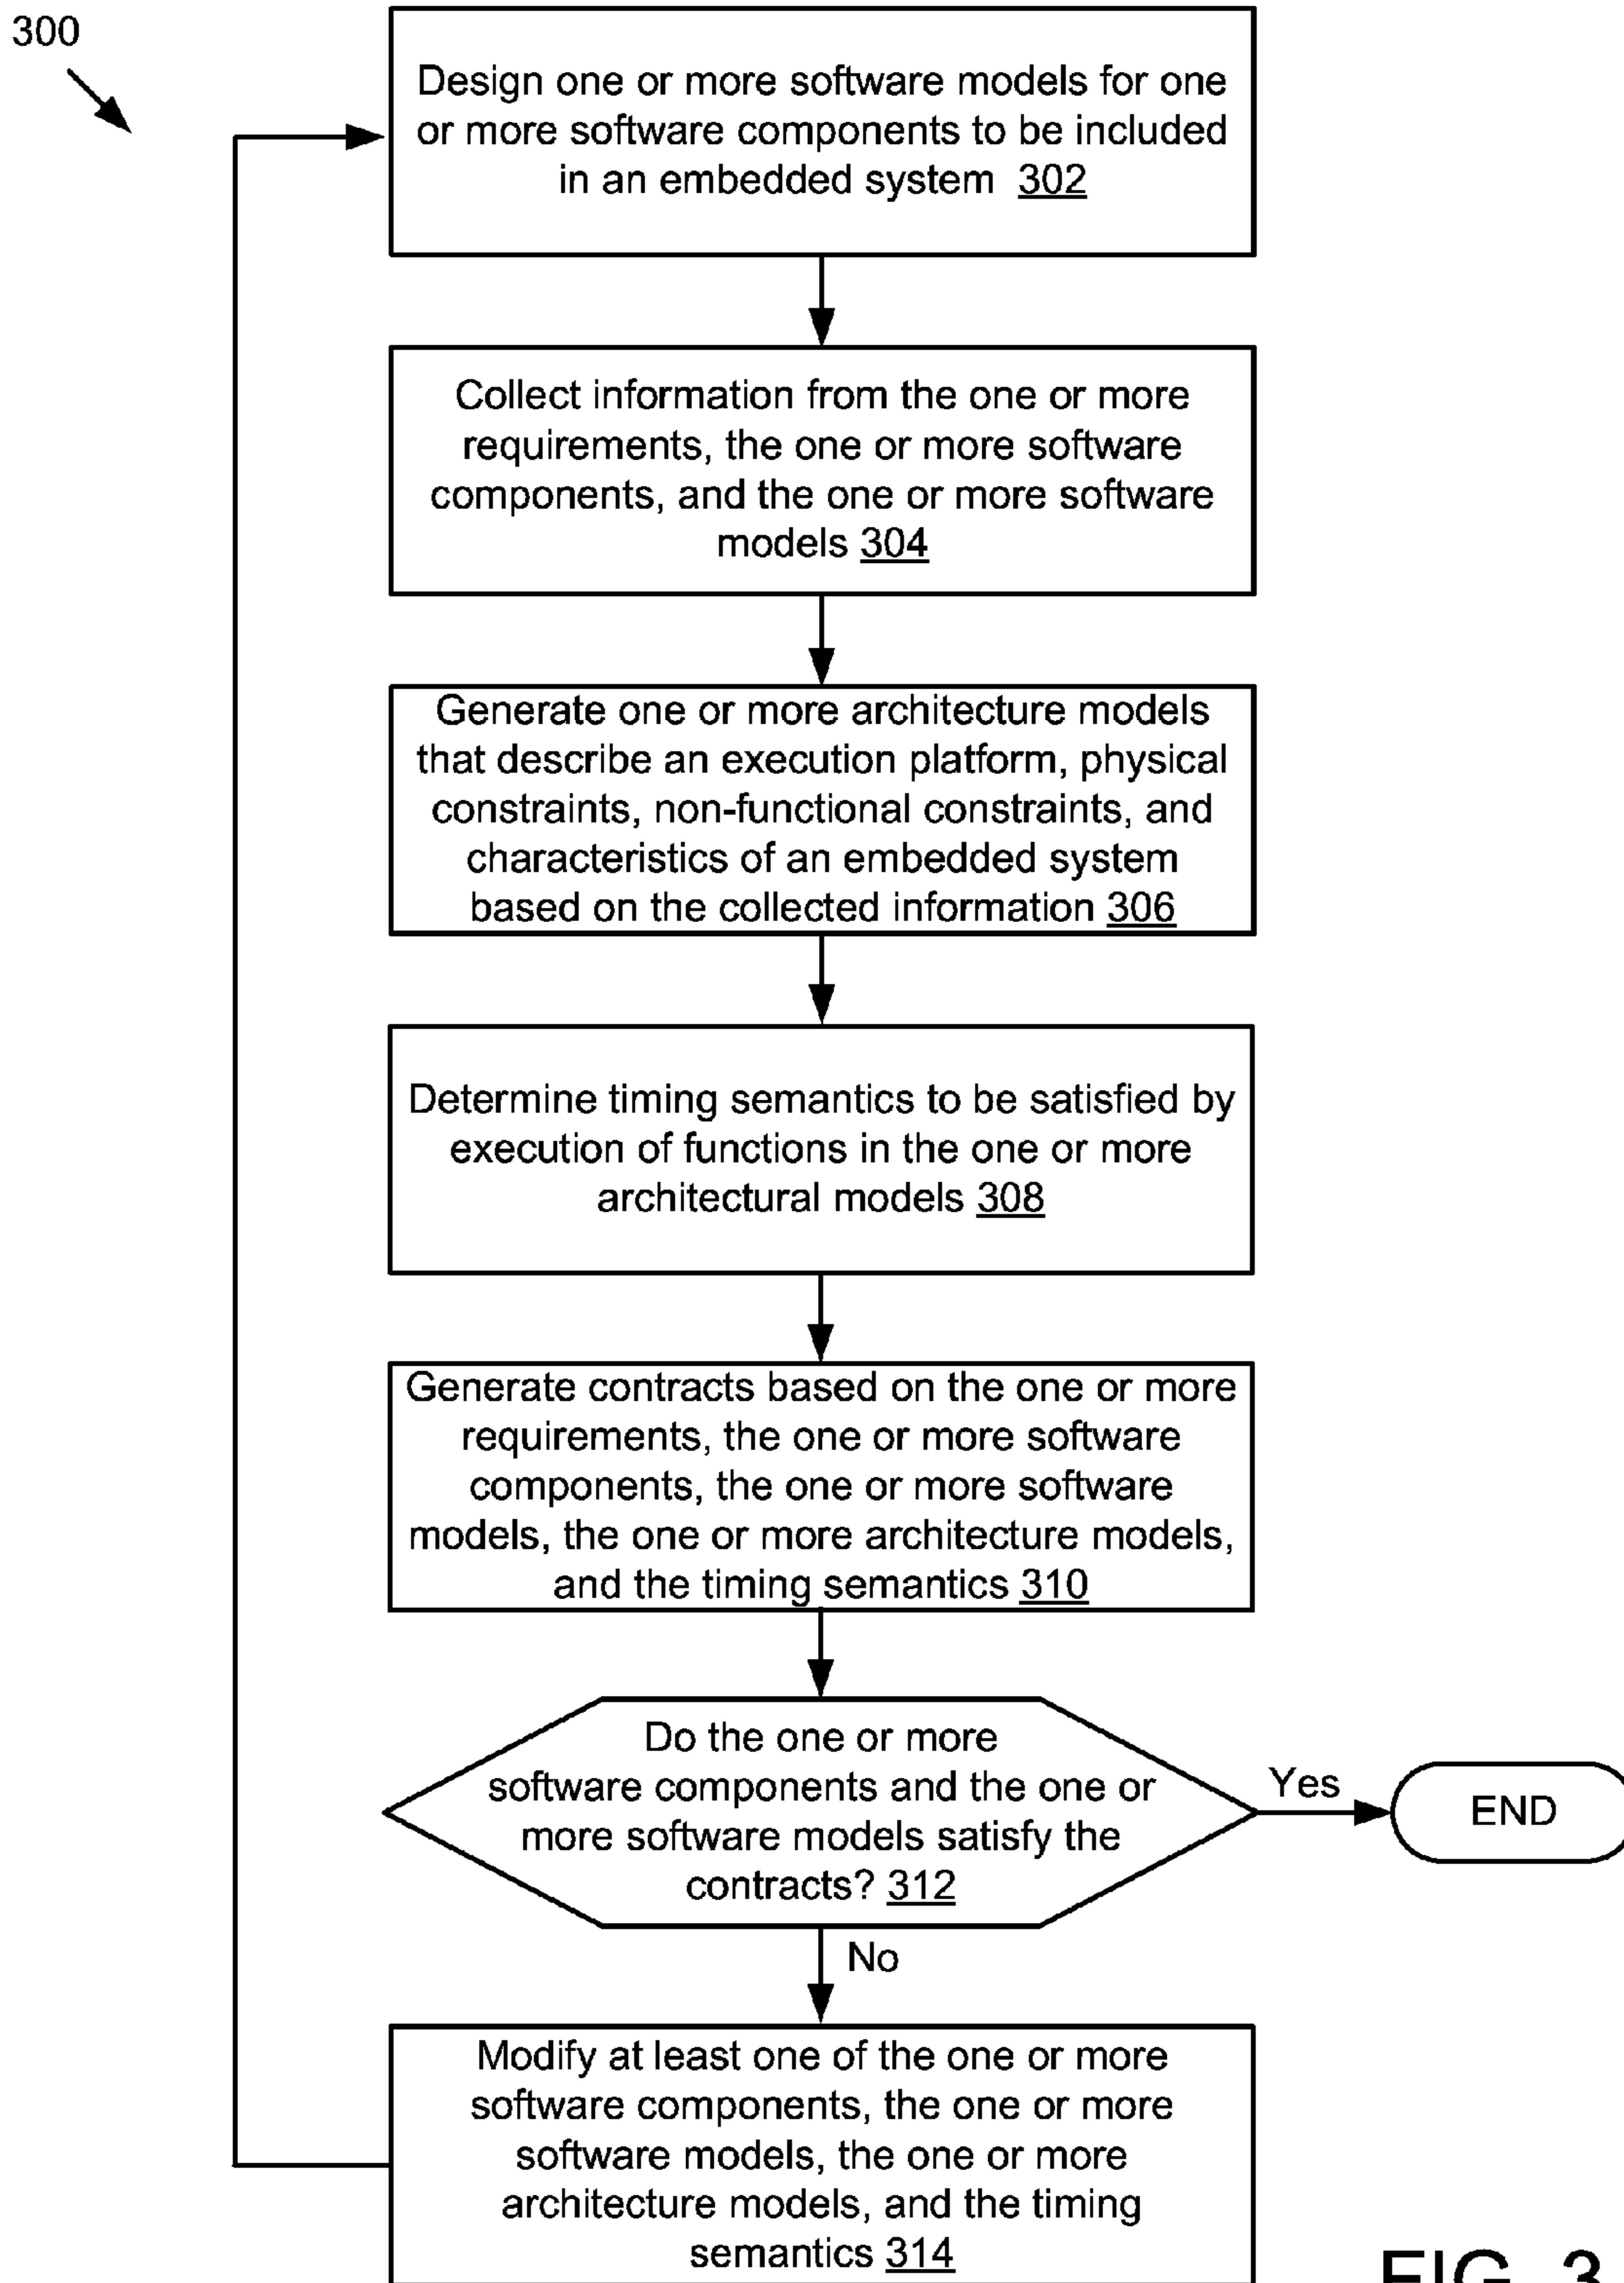 300
Design one or more software models for one
or more software components to be included
in an embedded system 302
Collect information from the one or more
requirements, the one or more software
components, and the one or more software
models 304
Generate one or more architecture models
that describe an execution platform, physical
constraints, non-functional constraints, and
characteristics of an embedded system
based on the collected information 306
Determine timing semantics to be satisfied by
execution of functions in the one or more
architectural models 308
Generate contracts based on the one or more
requirements, the one or more software
components, the one or more software
models, the one or more architecture models,
and the timing semantics 310
Do the one or more
software components and the one or
more software models satisfy the
contracts? 312
Yes
END
No
Modify at least one of the one or more
software components, the one or more
software models, the one or more
architecture models, and the timing
semantics 314
FIG. 3